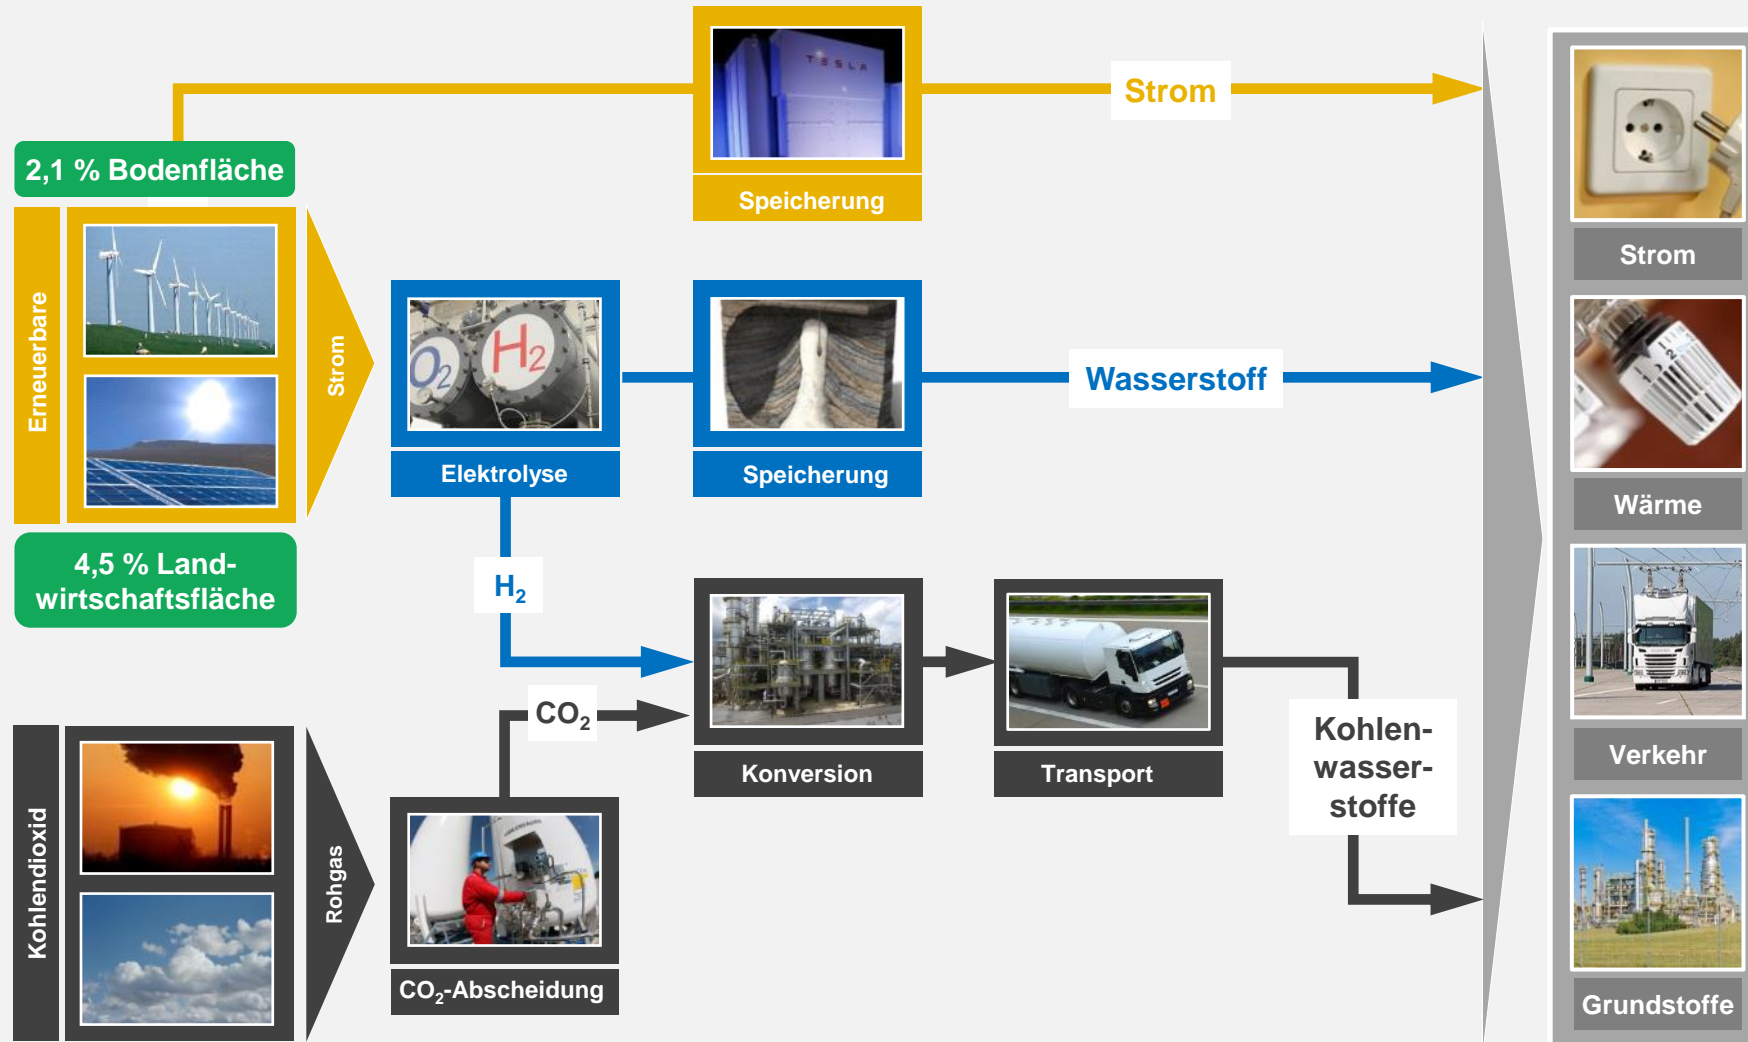 TESLA
Strom
2,1 % Bodenfläche
Speicherung
Strom
Erneuerbare
Strom
O2
H2
Wasserstoff
Elektrolyse
Speicherung
Wärme
4,5 % Land-
wirtschaftsfläche
H₂
CO₂
Kohlen-
wasser-
stoffe
Konversion
Transport
Verkehr
Kohlendioxid
Rohgas
CO₂-Abscheidung
Grundstoffe